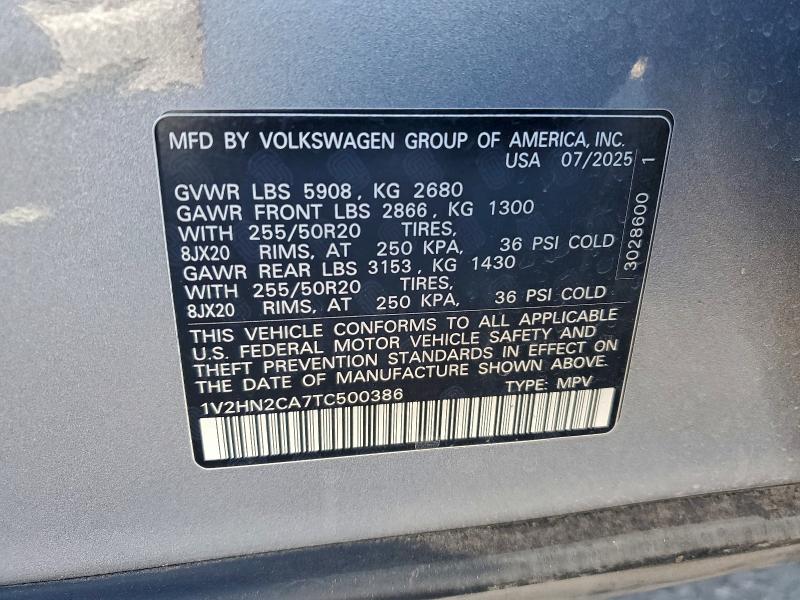 MFD BY VOLKSWAGEN GROUP OF AMERICA, INC.
USA 07/2025
GVWR LBS 5908, KG 2680
GAWR FRONT LBS 2866, KG 1300
WITH 255/50R20 TIRES,
8JX20 RIMS, AT 250 KPA, 36 PSI COLD
GAWR REAR LBS 3153, KG 1430
WITH 255/50R20 TIRES,
8JX20 RIMS, AT 250 KPA, 36 PSI COLD
THIS VEHICLE CONFORMS TO ALL APPLICABLE
U.S. FEDERAL MOTOR VEHICLE SAFETY AND
THEFT PREVENTION STANDARDS IN EFFECT ON
THE DATE OF MANUFACTURE SHOWN ABOVE.
1V2HN2CA7TC500386 TYPE: MPV
3028600 1